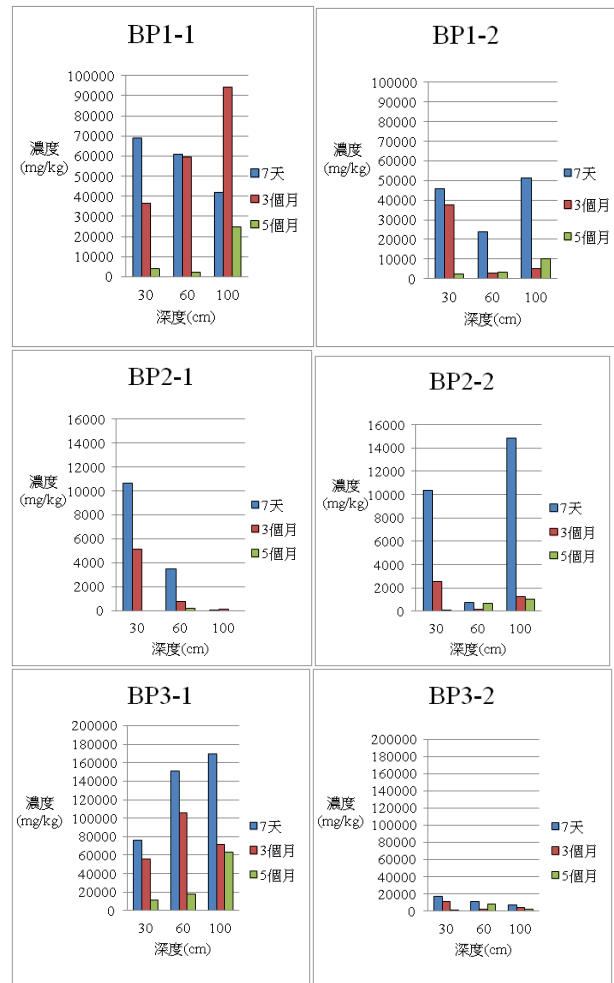 BP1-1
100000
90000
80000
70000
60000
50000
40000
30000
20000
10000
0
濃度
(mg/kg)
30 60 100
深度(cm)
7天
3個月
5個月
BP1-2
100000
90000
80000
70000
60000
50000
40000
30000
20000
10000
0
濃度
(mg/kg)
30 60 100
深度(cm)
7天
3個月
5個月
BP2-1
16000
14000
12000
10000
8000
6000
4000
2000
0
濃度
(mg/kg)
30 60 100
深度(cm)
7天
3個月
5個月
BP2-2
16000
14000
12000
10000
8000
6000
4000
2000
0
濃度
(mg/kg)
30 60 100
深度(cm)
7天
3個月
5個月
BP3-1
200000
180000
160000
140000
120000
100000
80000
60000
40000
20000
0
濃度
(mg/kg)
30 60 100
深度(cm)
7天
3個月
5個月
BP3-2
200000
180000
160000
140000
120000
100000
80000
60000
40000
20000
0
濃度
(mg/kg)
30 60 100
深度(cm)
7天
3個月
5個月